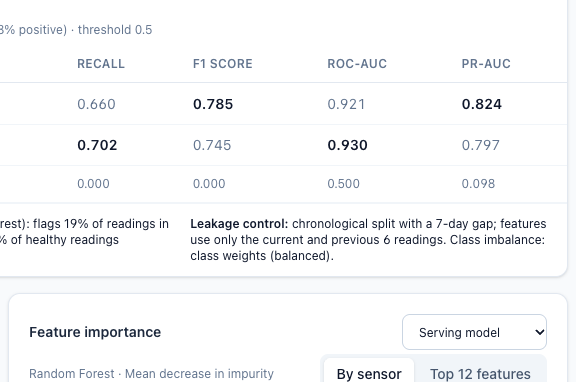 3% positive) · threshold 0.5
RECALL F1 SCORE ROC-AUC PR-AUC
0.660 0.785 0.921 0.824
0.702 0.745 0.930 0.797
0.000 0.000 0.500 0.098
rest): flags 19% of readings in
% of healthy readings
Leakage control: chronological split with a 7-day gap; features
use only the current and previous 6 readings. Class imbalance:
class weights (balanced).
Feature importance
Serving model
Random Forest · Mean decrease in impurity
By sensor Top 12 features